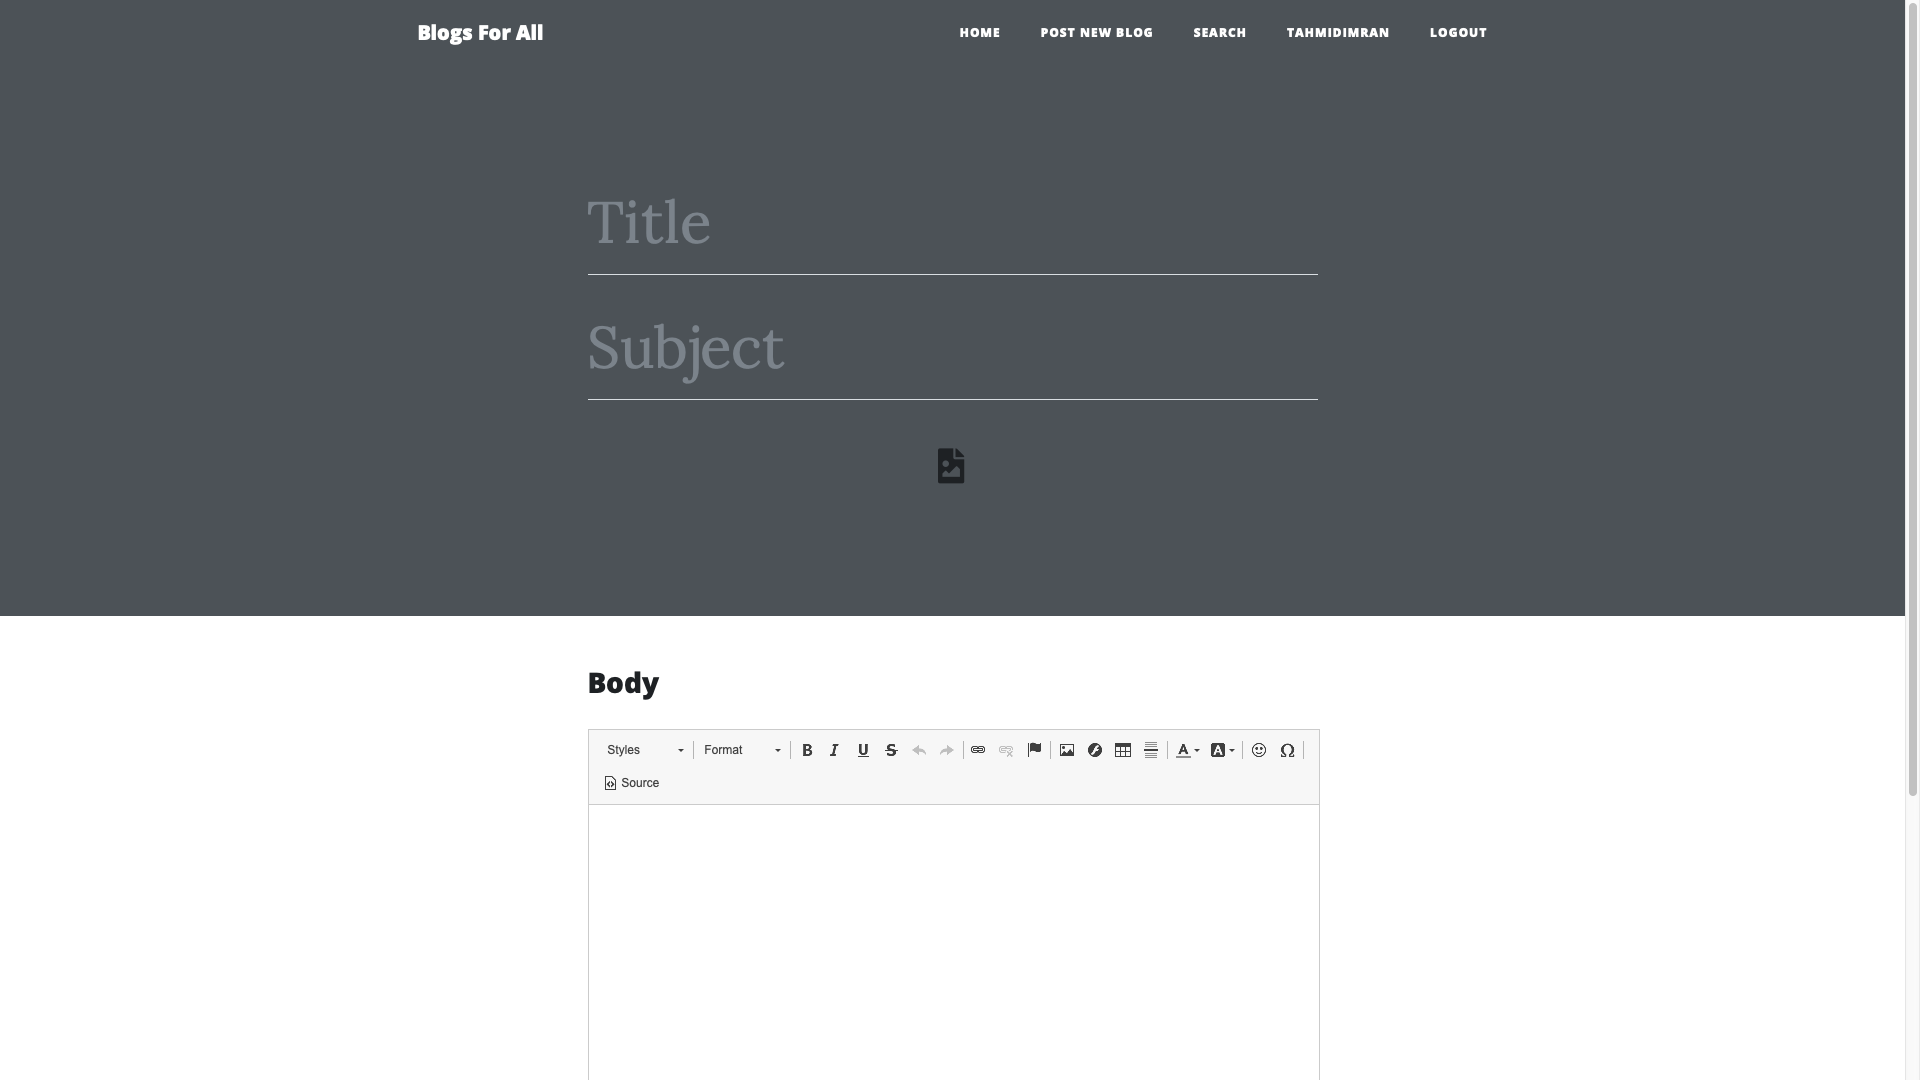 Blogs For All
HOME POST NEW BLOG SEARCH TAHMIDIMRAN LOGOUT
Title
Subject
Body
Styles Format B I U S A A Ω
Source